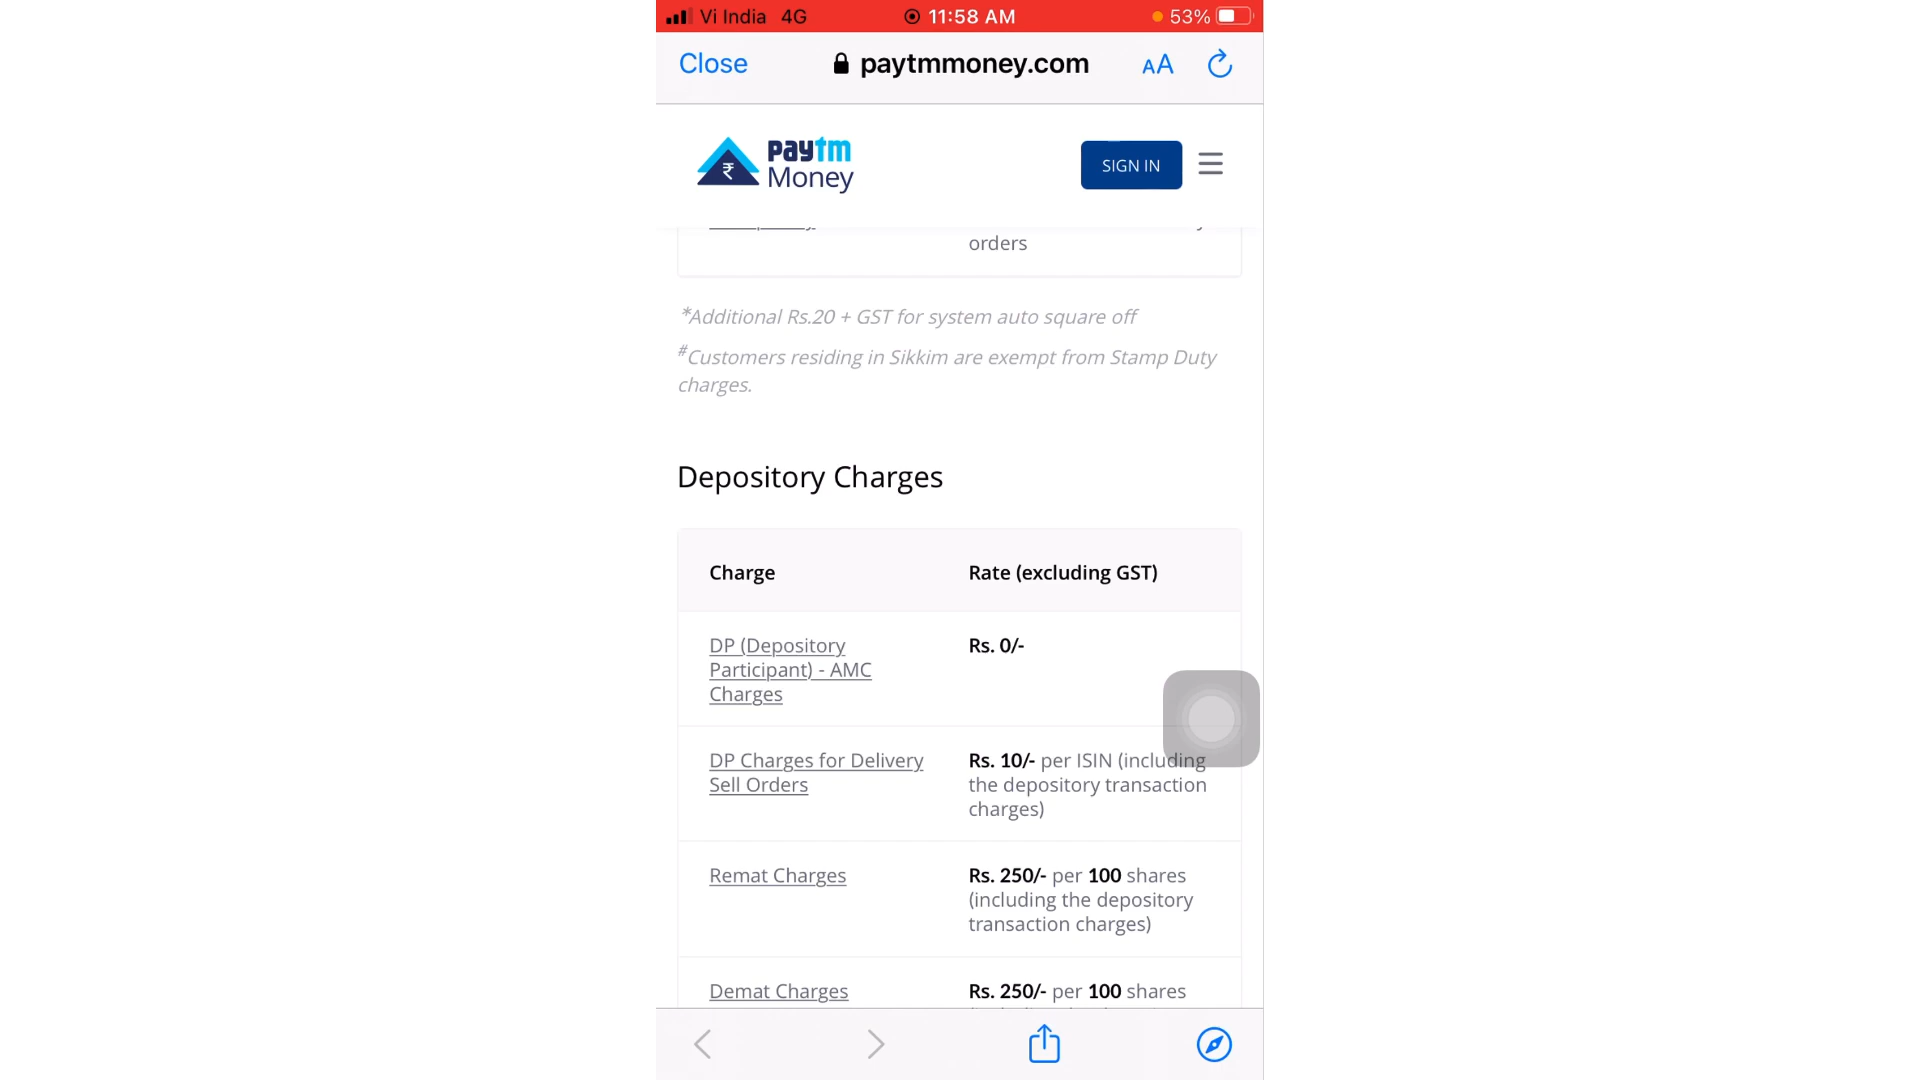 Vi India 4G 11:58 AM 53%
Close paytmmoney.com AA
paytm
Money
₹
SIGN IN
orders
*Additional Rs.20 + GST for system auto square off
#Customers residing in Sikkim are exempt from Stamp Duty
charges.
Depository Charges
Charge Rate (excluding GST)
DP (Depository
Participant) - AMC
Charges
Rs. 0/-
DP Charges for Delivery
Sell Orders
Rs. 10/- per ISIN (including
the depository transaction
charges)
Remat Charges
Rs. 250/- per 100 shares
(including the depository
transaction charges)
Demat Charges
Rs. 250/- per 100 shares